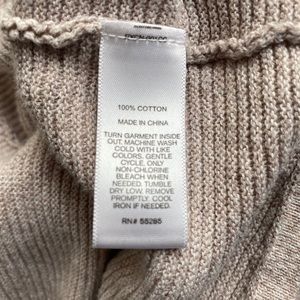 100% COTTON
MADE IN CHINA
TURN GARMENT INSIDE
OUT. MACHINE WASH
COLD WITH LIKE
COLORS. GENTLE
CYCLE. ONLY
NON-CHLORINE
BLEACH WHEN
NEEDED. TUMBLE
DRY LOW. REMOVE
PROMPTLY. COOL
IRON IF NEEDED.
RN# 55285